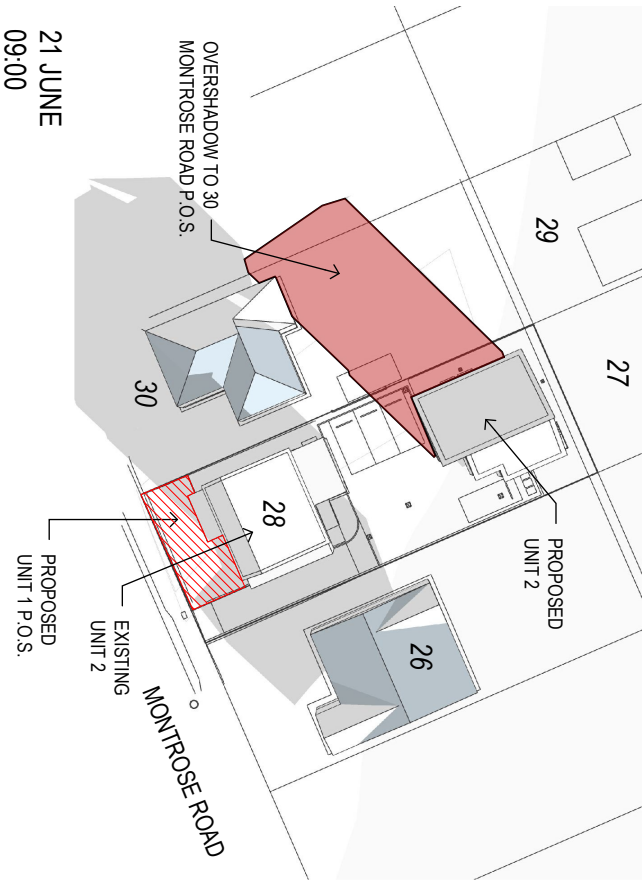 21 JUNE
09:00
OVERSHADOW TO 30
MONTROSE ROAD P.O.S.
29
27
30
28
26
PROPOSED
UNIT 2
EXISTING
UNIT 2
PROPOSED
UNIT 1 P.O.S.
MONTROSE ROAD